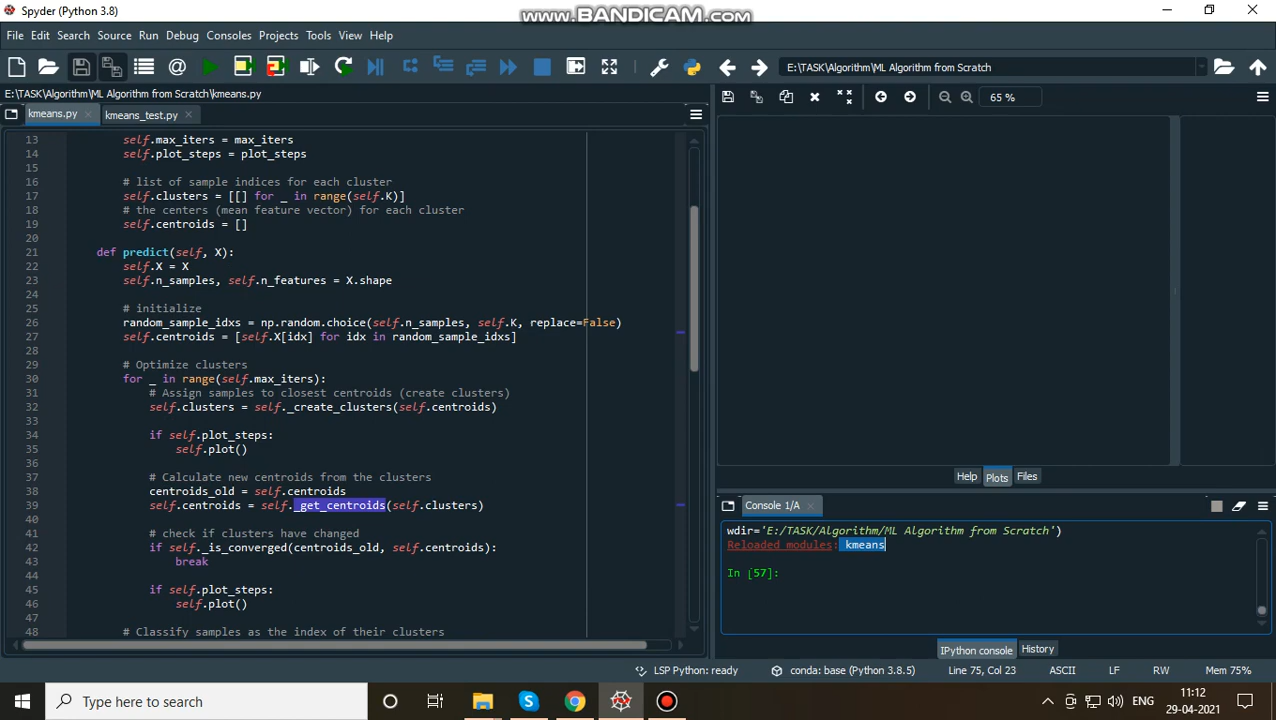 Spyder (Python 3.8)
www.BANDICAM.com
File Edit Search Source Run Debug Consoles Projects Tools View Help
E:\TASK\Algorithm\ML Algorithm from Scratch
E:\TASK\Algorithm\ML Algorithm from Scratch\kmeans.py
65 %
kmeans.py
kmeans_test.py
13 self.max_iters = max_iters
14 self.plot_steps = plot_steps
15
16 # list of sample indices for each cluster
17 self.clusters = [[] for _ in range(self.K)]
18 # the centers (mean feature vector) for each cluster
19 self.centroids = []
20
21 def predict(self, X):
22 self.X = X
23 self.n_samples, self.n_features = X.shape
24
25 # initialize
26 random_sample_idxs = np.random.choice(self.n_samples, self.K, replace=False)
27 self.centroids = [self.X[idx] for idx in random_sample_idxs]
28
29 # Optimize clusters
30 for _ in range(self.max_iters):
31 # Assign samples to closest centroids (create clusters)
32 self.clusters = self._create_clusters(self.centroids)
33
34 if self.plot_steps:
35 self.plot()
36
37 # Calculate new centroids from the clusters
38 centroids_old = self.centroids
39 self.centroids = self._get_centroids(self.clusters)
40
41 # check if clusters have changed
42 if self._is_converged(centroids_old, self.centroids):
43 break
44
45 if self.plot_steps:
46 self.plot()
47
48 # Classify samples as the index of their clusters
Help Plots Files
Console 1/A
wdir='E:/TASK/Algorithm/ML Algorithm from Scratch')
Reloaded modules: kmeans
In [57]:
IPython console History
LSP Python: ready conda: base (Python 3.8.5) Line 75, Col 23 ASCII LF RW Mem 75%
Type here to search
ENG
11:12
29-04-2021